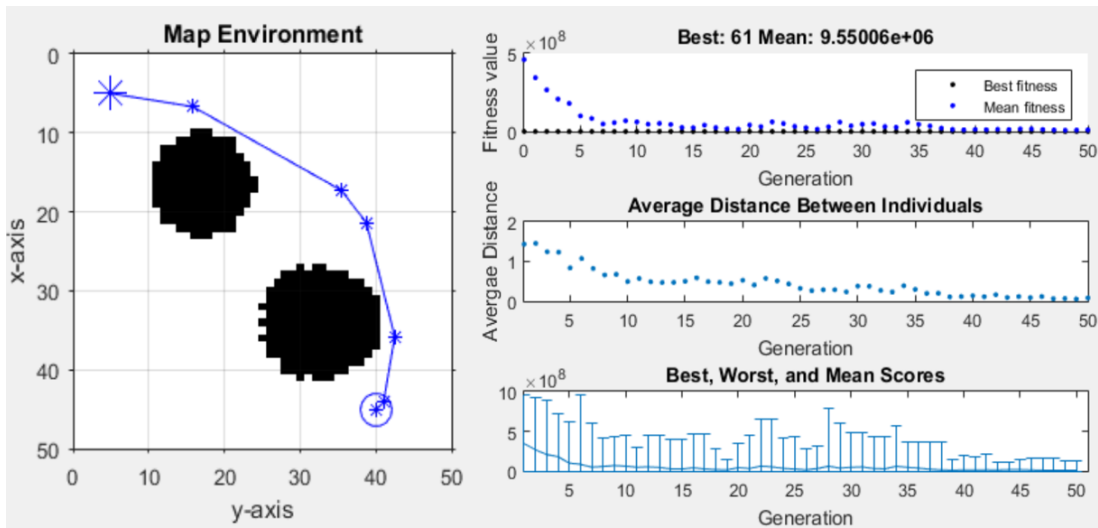 Map Environment
0
10
20
30
40
50
x-axis
0 10 20 30 40 50
y-axis
Best: 61 Mean: 9.55006e+06
×10^8
5
0
Fitness value
Best fitness
Mean fitness
0 5 10 15 20 25 30 35 40 45 50
Generation
Average Distance Between Individuals
2
1
0
Avergae Distance
5 10 15 20 25 30 35 40 45 50
Generation
Best, Worst, and Mean Scores
×10^8
10
5
0
5 10 15 20 25 30 35 40 45 50
Generation